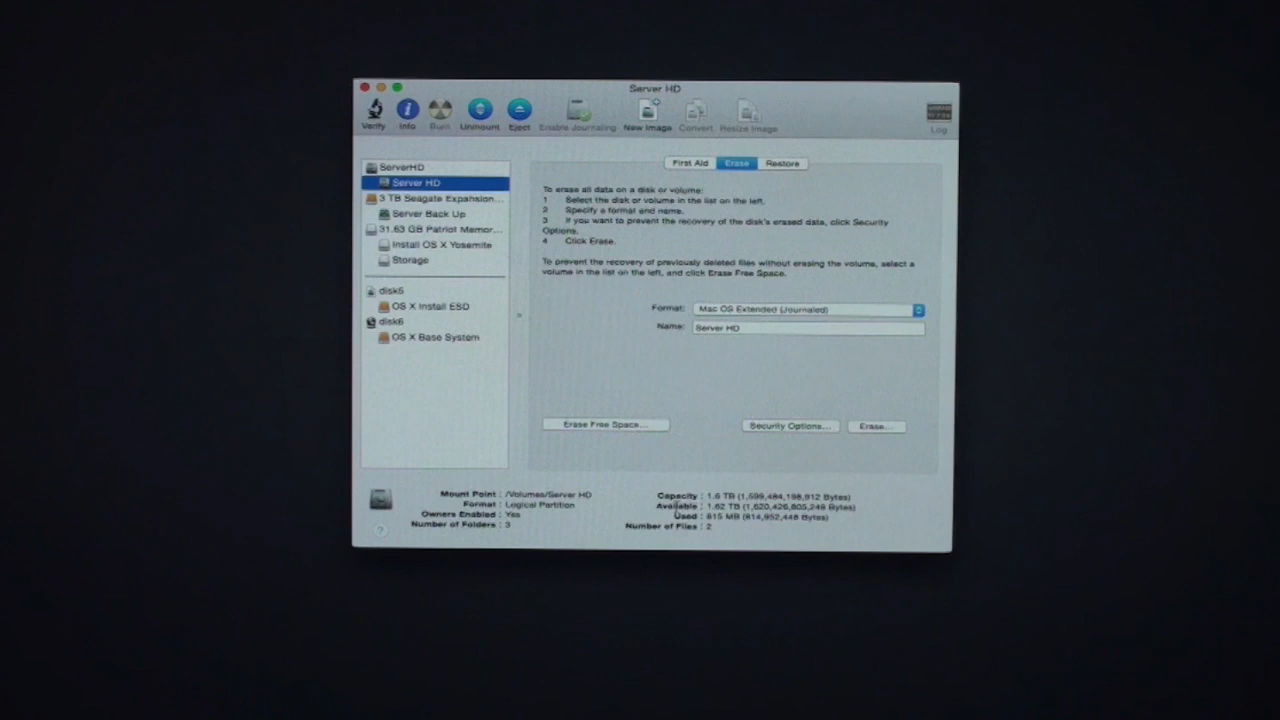 Server HD
Verify Info Burn Unmount Eject Enable Journaling New Image Convert Resize Image Log
ServerHD
Server HD
3 TB Seagate Expansion...
Server Back Up
31.63 GB Patriot Memor...
Install OS X Yosemite
Storage
disk5
OS X Install ESD
disk6
OS X Base System
First Aid Erase Restore
To erase all data on a disk or volume:
1 Select the disk or volume in the list on the left.
2 Specify a format and name.
3 If you want to prevent the recovery of the disk's erased data, click Security
Options.
4 Click Erase.
To prevent the recovery of previously deleted files without erasing the volume, select a
volume in the list on the left, and click Erase Free Space.
Format: Mac OS Extended (Journaled)
Name: Server HD
Erase Free Space... Security Options... Erase...
Mount Point : /Volumes/Server HD
Format : Logical Partition
Owners Enabled : Yes
Number of Folders : 3
Capacity : 1.6 TB (1,599,484,198,912 Bytes)
Available : 1.62 TB (1,620,426,805,248 Bytes)
Used : 815 MB (814,952,448 Bytes)
Number of Files : 2
?